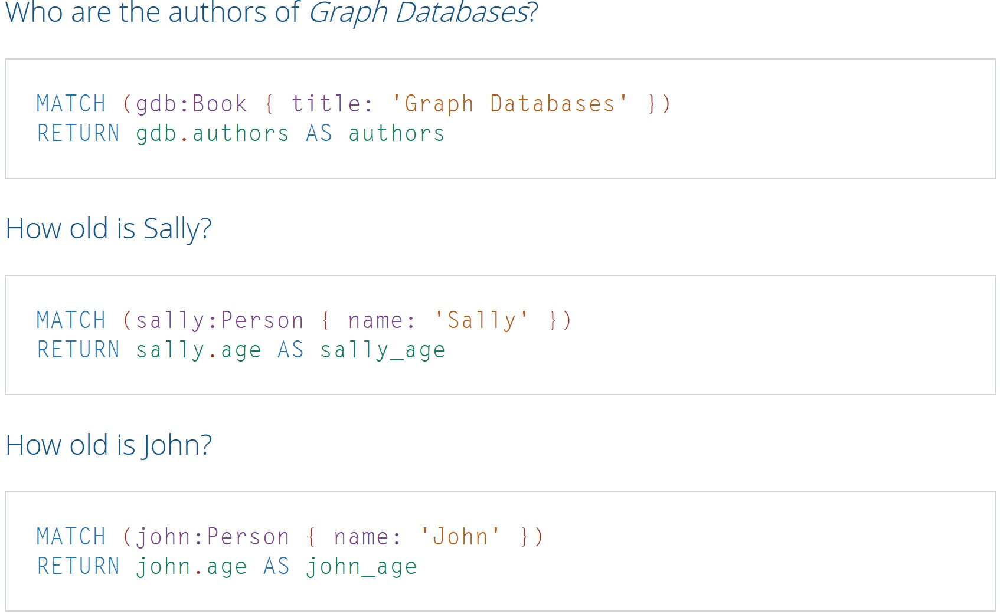 Who are the authors of Graph Databases?
MATCH (gdb:Book { title: 'Graph Databases' })
RETURN gdb.authors AS authors
How old is Sally?
MATCH (sally:Person { name: 'Sally' })
RETURN sally.age AS sally_age
How old is John?
MATCH (john:Person { name: 'John' })
RETURN john.age AS john_age